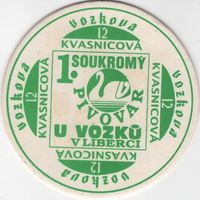 vozkova
12
KVASNICOVÁ
1. SOUKROMÝ
PIVOVAR
U VOZKŮ
V LIBERCI
KVASNICOVÁ
12
vozkova
vozkova
12
KVASNICOVÁ
vozkova
12
KVASNICOVÁ